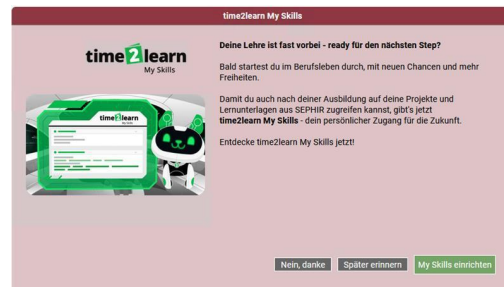 time2learn My Skills
time2learn
My Skills
time2learn
My Skills
Deine Lehre ist fast vorbei - ready für den nächsten Step?
Bald startest du im Berufsleben durch, mit neuen Chancen und mehr
Freiheiten.
Damit du auch nach deiner Ausbildung auf deine Projekte und
Lernunterlagen aus SEPHIR zugreifen kannst, gibt's jetzt
time2learn My Skills - dein persönlicher Zugang für die Zukunft.
Entdecke time2learn My Skills jetzt!
Nein, danke
Später erinnern
My Skills einrichten